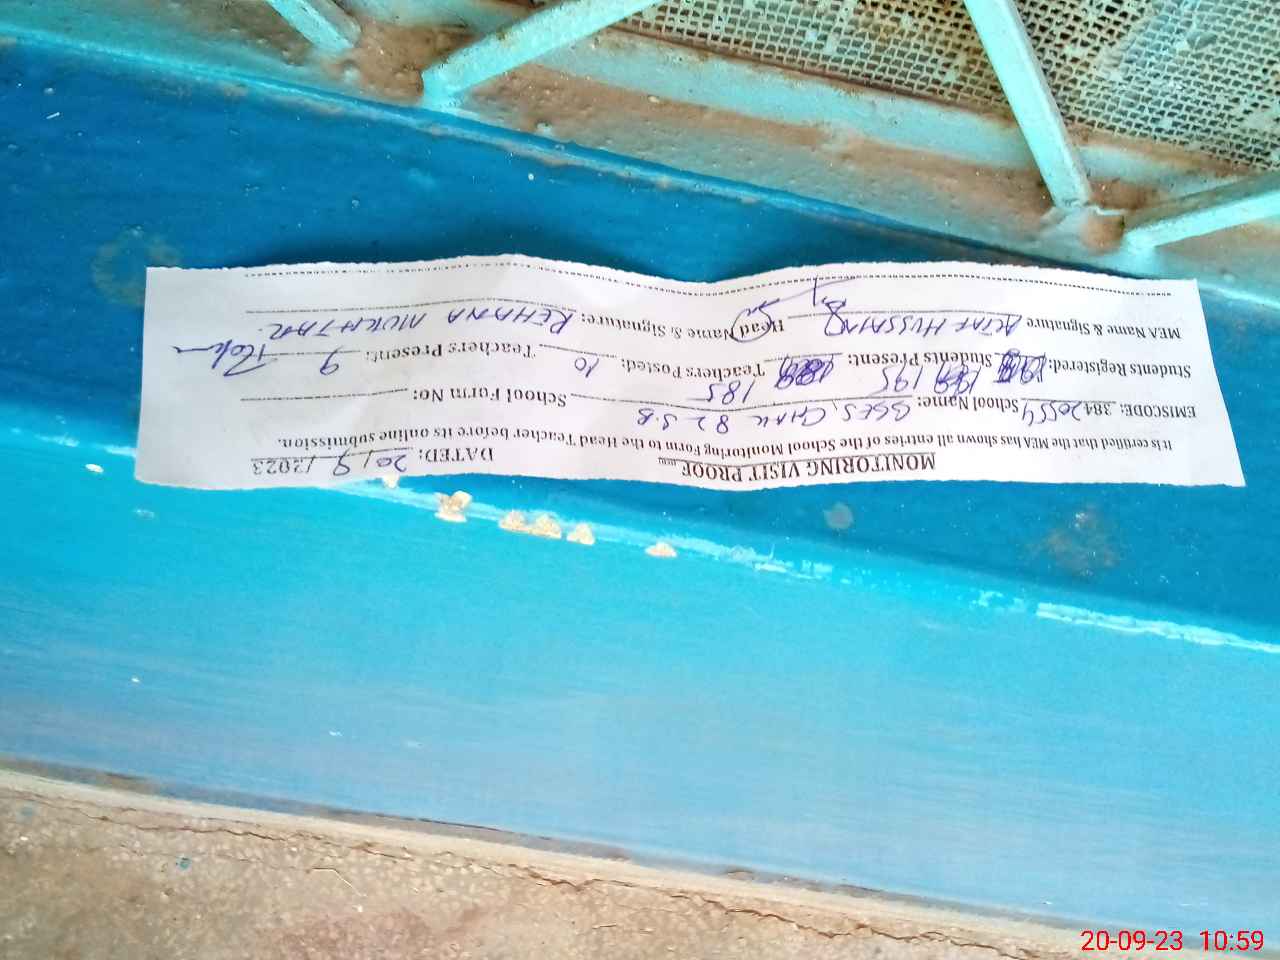 MONITORING VISIT PROOF DATED: 20/9/2023
It is certified that the MEA has shown all entries of the School Monitoring Form to the Head Teacher before its online submission.
EMISCODE: 38420554 School Name: GGES, CHAK 82 S.B School Form No:
Students Registered: 195 Students Present: 185 Teachers Posted: 10 Teachers Present: 9
MEA Name & Signature ALTAF HUSSAIN Head Name & Signature: REHANA MUKHTAR
20-09-23 10:59